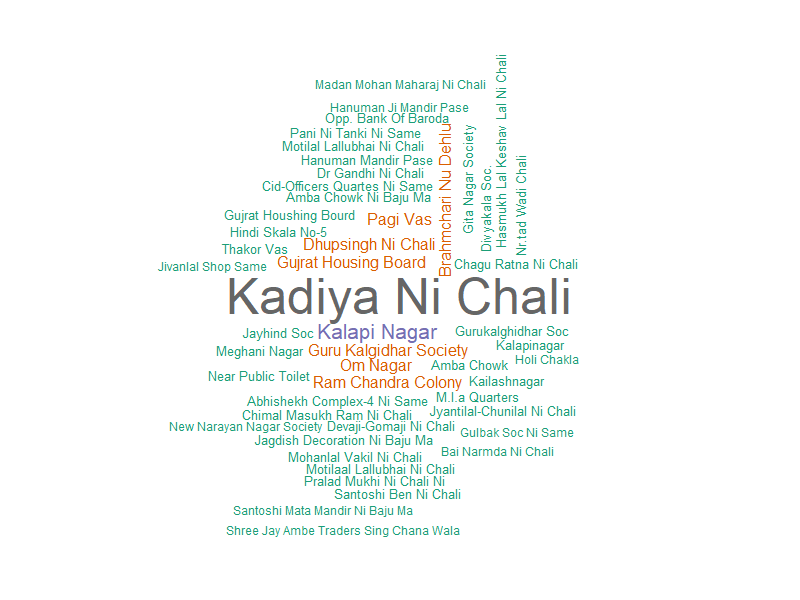 Madan Mohan Maharaj Ni Chali
Hanuman Ji Mandir Pase
Opp. Bank Of Baroda
Pani Ni Tanki Ni Same
Motilal Lallubhai Ni Chali
Hanuman Mandir Pase
Dr Gandhi Ni Chali
Cid-Officers Quartes Ni Same
Amba Chowk Ni Baju Ma
Gujrat Houshing Bourd
Pagi Vas
Hindi Skala No-5
Thakor Vas
Dhupsingh Ni Chali
Jivanlal Shop Same
Gujrat Housing Board
Brahmchari Nu Dehlu
Gita Nagar Society
Divyakala Soc.
Hasmukh Lal Keshav Lal Ni Chali
Nr.tad Wadi Chali
Chagu Ratna Ni Chali
Kadiya Ni Chali
Jayhind Soc
Kalapi Nagar
Gurukalghidhar Soc
Meghani Nagar
Guru Kalgidhar Society
Kalapinagar
Om Nagar
Amba Chowk
Holi Chakla
Near Public Toilet
Ram Chandra Colony
Kailashnagar
Abhishekh Complex-4 Ni Same
M.l.a Quarters
Chimal Masukh Ram Ni Chali
Jyantilal-Chunilal Ni Chali
New Narayan Nagar Society
Devaji-Gomaji Ni Chali
Gulbak Soc Ni Same
Jagdish Decoration Ni Baju Ma
Bai Narmda Ni Chali
Mohanlal Vakil Ni Chali
Motilaal Lallubhai Ni Chali
Pralad Mukhi Ni Chali Ni
Santoshi Ben Ni Chali
Santoshi Mata Mandir Ni Baju Ma
Shree Jay Ambe Traders Sing Chana Wala